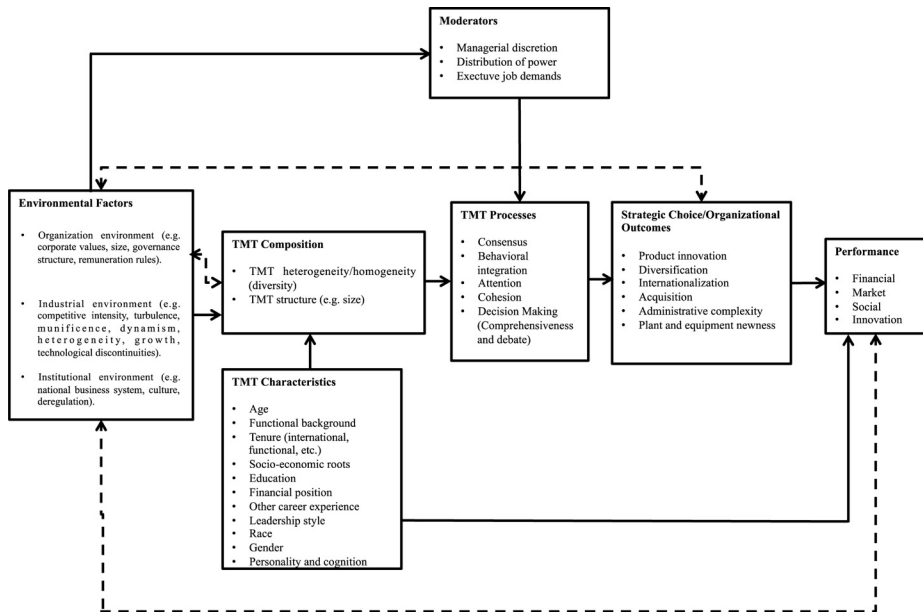 Moderators
• Managerial discretion
• Distribution of power
• Exectuve job demands
Environmental Factors
• Organization environment (e.g.
corporate values, size, governance
structure, remuneration rules).
• Industrial environment (e.g.
competitive intensity, turbulence,
munificence, dynamism,
heterogeneity, growth,
technological discontinuities).
• Institutional environment (e.g.
national business system, culture,
deregulation).
TMT Composition
• TMT heterogeneity/homogeneity
(diversity)
• TMT structure (e.g. size)
TMT Characteristics
• Age
• Functional background
• Tenure (international,
functional, etc.)
• Socio-economic roots
• Education
• Financial position
• Other career experience
• Leadership style
• Race
• Gender
• Personality and cognition
TMT Processes
• Consensus
• Behavioral
integration
• Attention
• Cohesion
• Decision Making
(Comprehensiveness
and debate)
Strategic Choice/Organizational
Outcomes
• Product innovation
• Diversification
• Internationalization
• Acquisition
• Administrative complexity
• Plant and equipment newness
Performance
• Financial
• Market
• Social
• Innovation